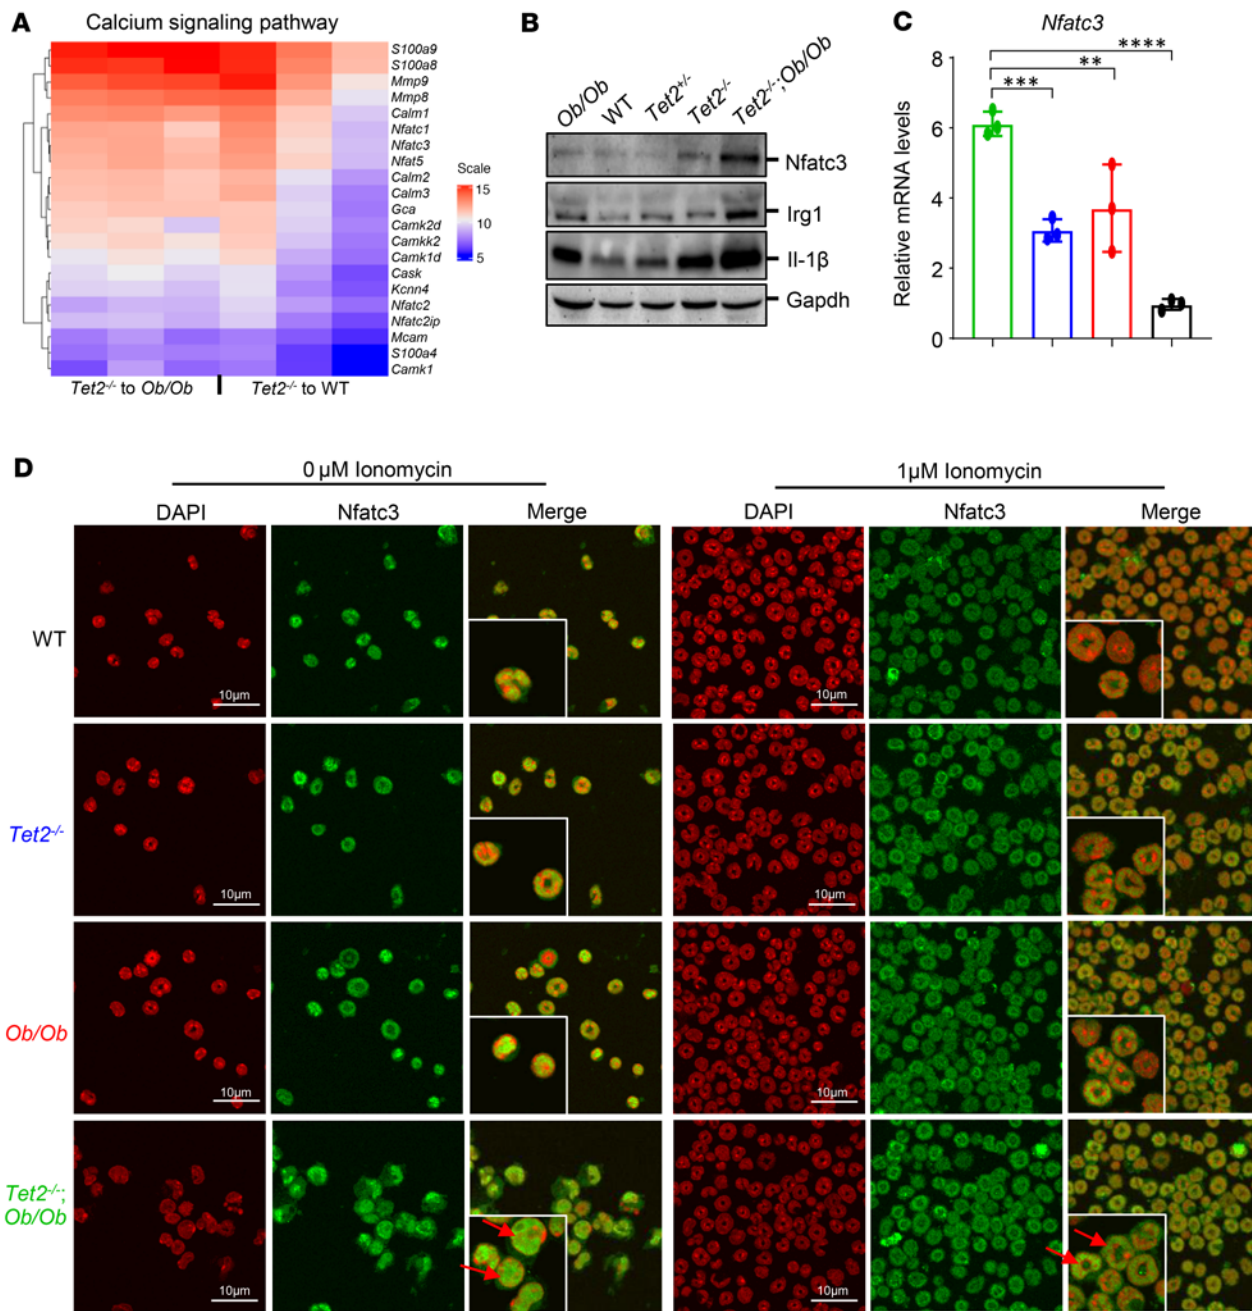 A
Calcium signaling pathway
S100a9
S100a8
Mmp9
Mmp8
Calm1
Nfatc1
Nfatc3
Nfat5
Calm2
Calm3
Gca
Camk2d
Camkk2
Camk1d
Cask
Kcnn4
Nfatc2
Nfatc2ip
Mcam
S100a4
Camk1
Scale
15
10
5
Tet2-/- to Ob/Ob
Tet2-/- to WT
B
Ob/Ob
WT
Tet2+/-
Tet2-/-
Tet2-/-;Ob/Ob
Nfatc3
Irg1
Il-1β
Gapdh
C
Nfatc3
****
**
***
Relative mRNA levels
8
6
4
2
0
D
0 µM Ionomycin
1µM Ionomycin
DAPI
Nfatc3
Merge
DAPI
Nfatc3
Merge
WT
10µm
10µm
Tet2-/-
10µm
10µm
Ob/Ob
10µm
10µm
Tet2-/-;
Ob/Ob
10µm
10µm